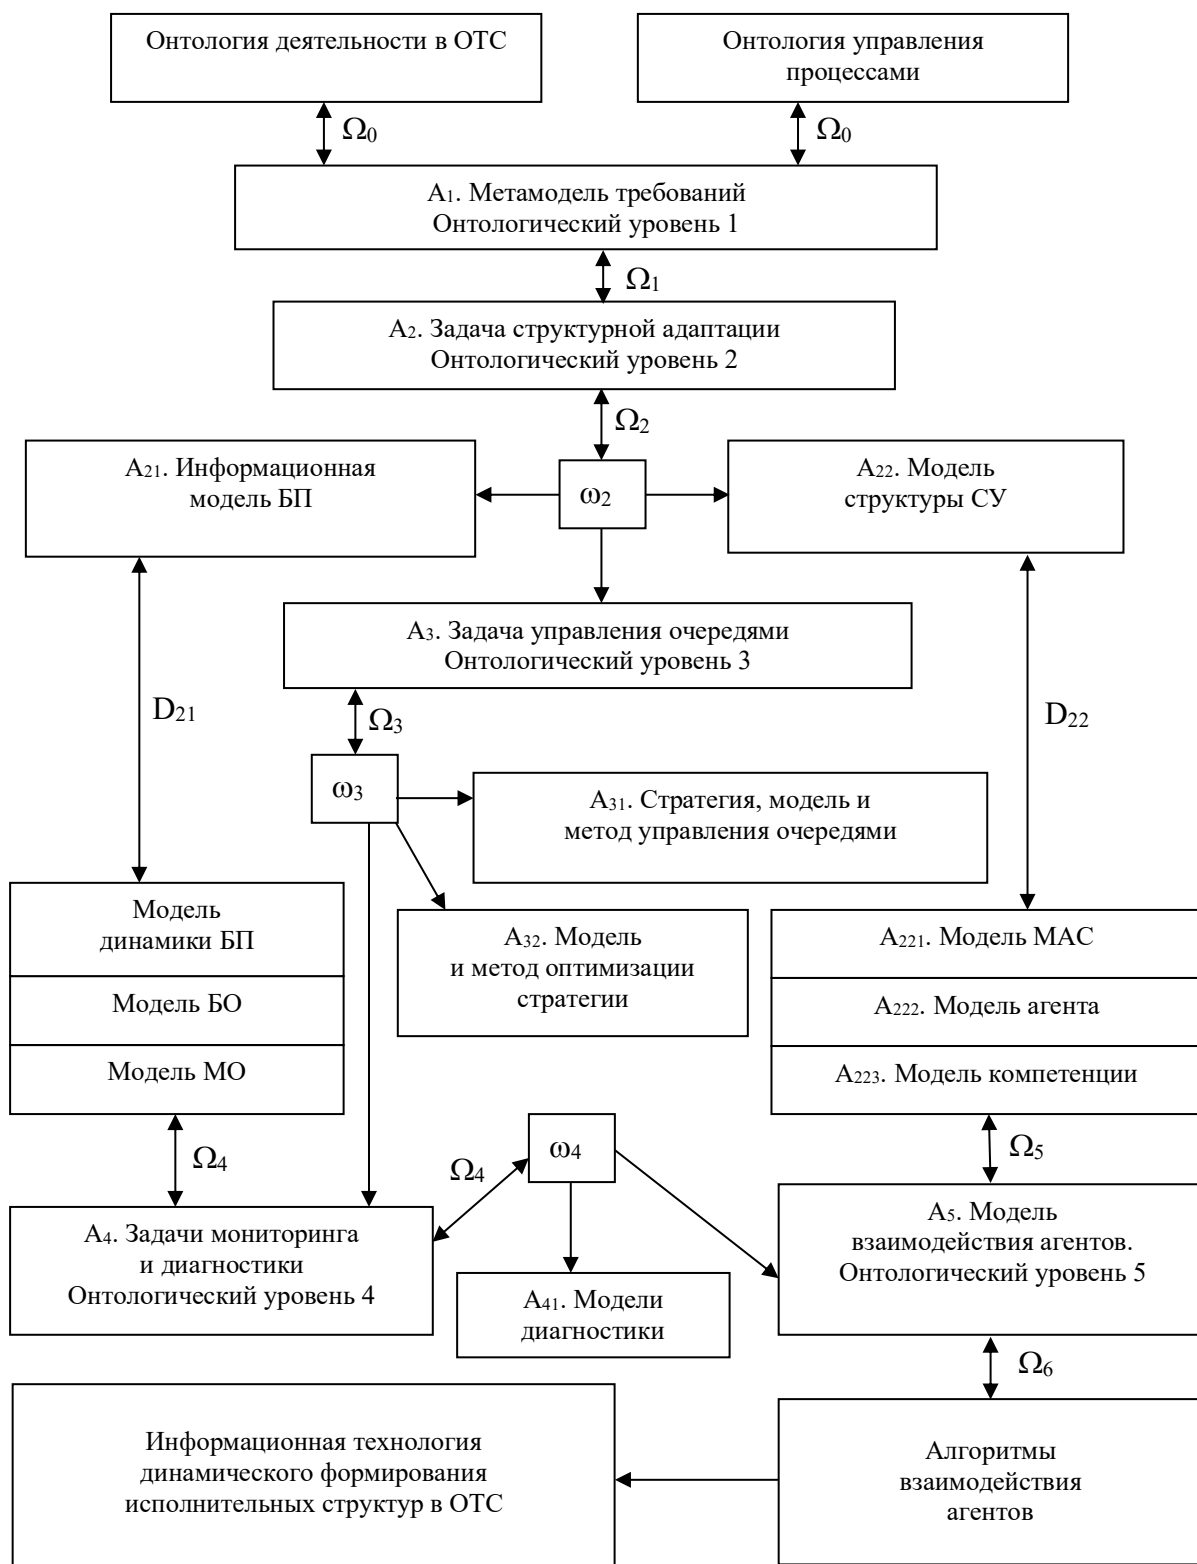 Онтология деятельности в ОТС
Онтология управления
процессами
Ω0
Ω0
A1. Метамодель требований
Онтологический уровень 1
Ω1
A2. Задача структурной адаптации
Онтологический уровень 2
Ω2
A21. Информационная
модель БП
ω2
A22. Модель
структуры СУ
A3. Задача управления очередями
Онтологический уровень 3
D21
Ω3
D22
ω3
A31. Стратегия, модель и
метод управления очередями
Модель
динамики БП
Модель БО
Модель МО
A32. Модель
и метод оптимизации
стратегии
A221. Модель МАС
A222. Модель агента
A223. Модель компетенции
Ω4
Ω4
ω4
Ω5
A4. Задачи мониторинга
и диагностики
Онтологический уровень 4
A41. Модели
диагностики
A5. Модель
взаимодействия агентов.
Онтологический уровень 5
Ω6
Информационная технология
динамического формирования
исполнительных структур в ОТС
Алгоритмы
взаимодействия
агентов